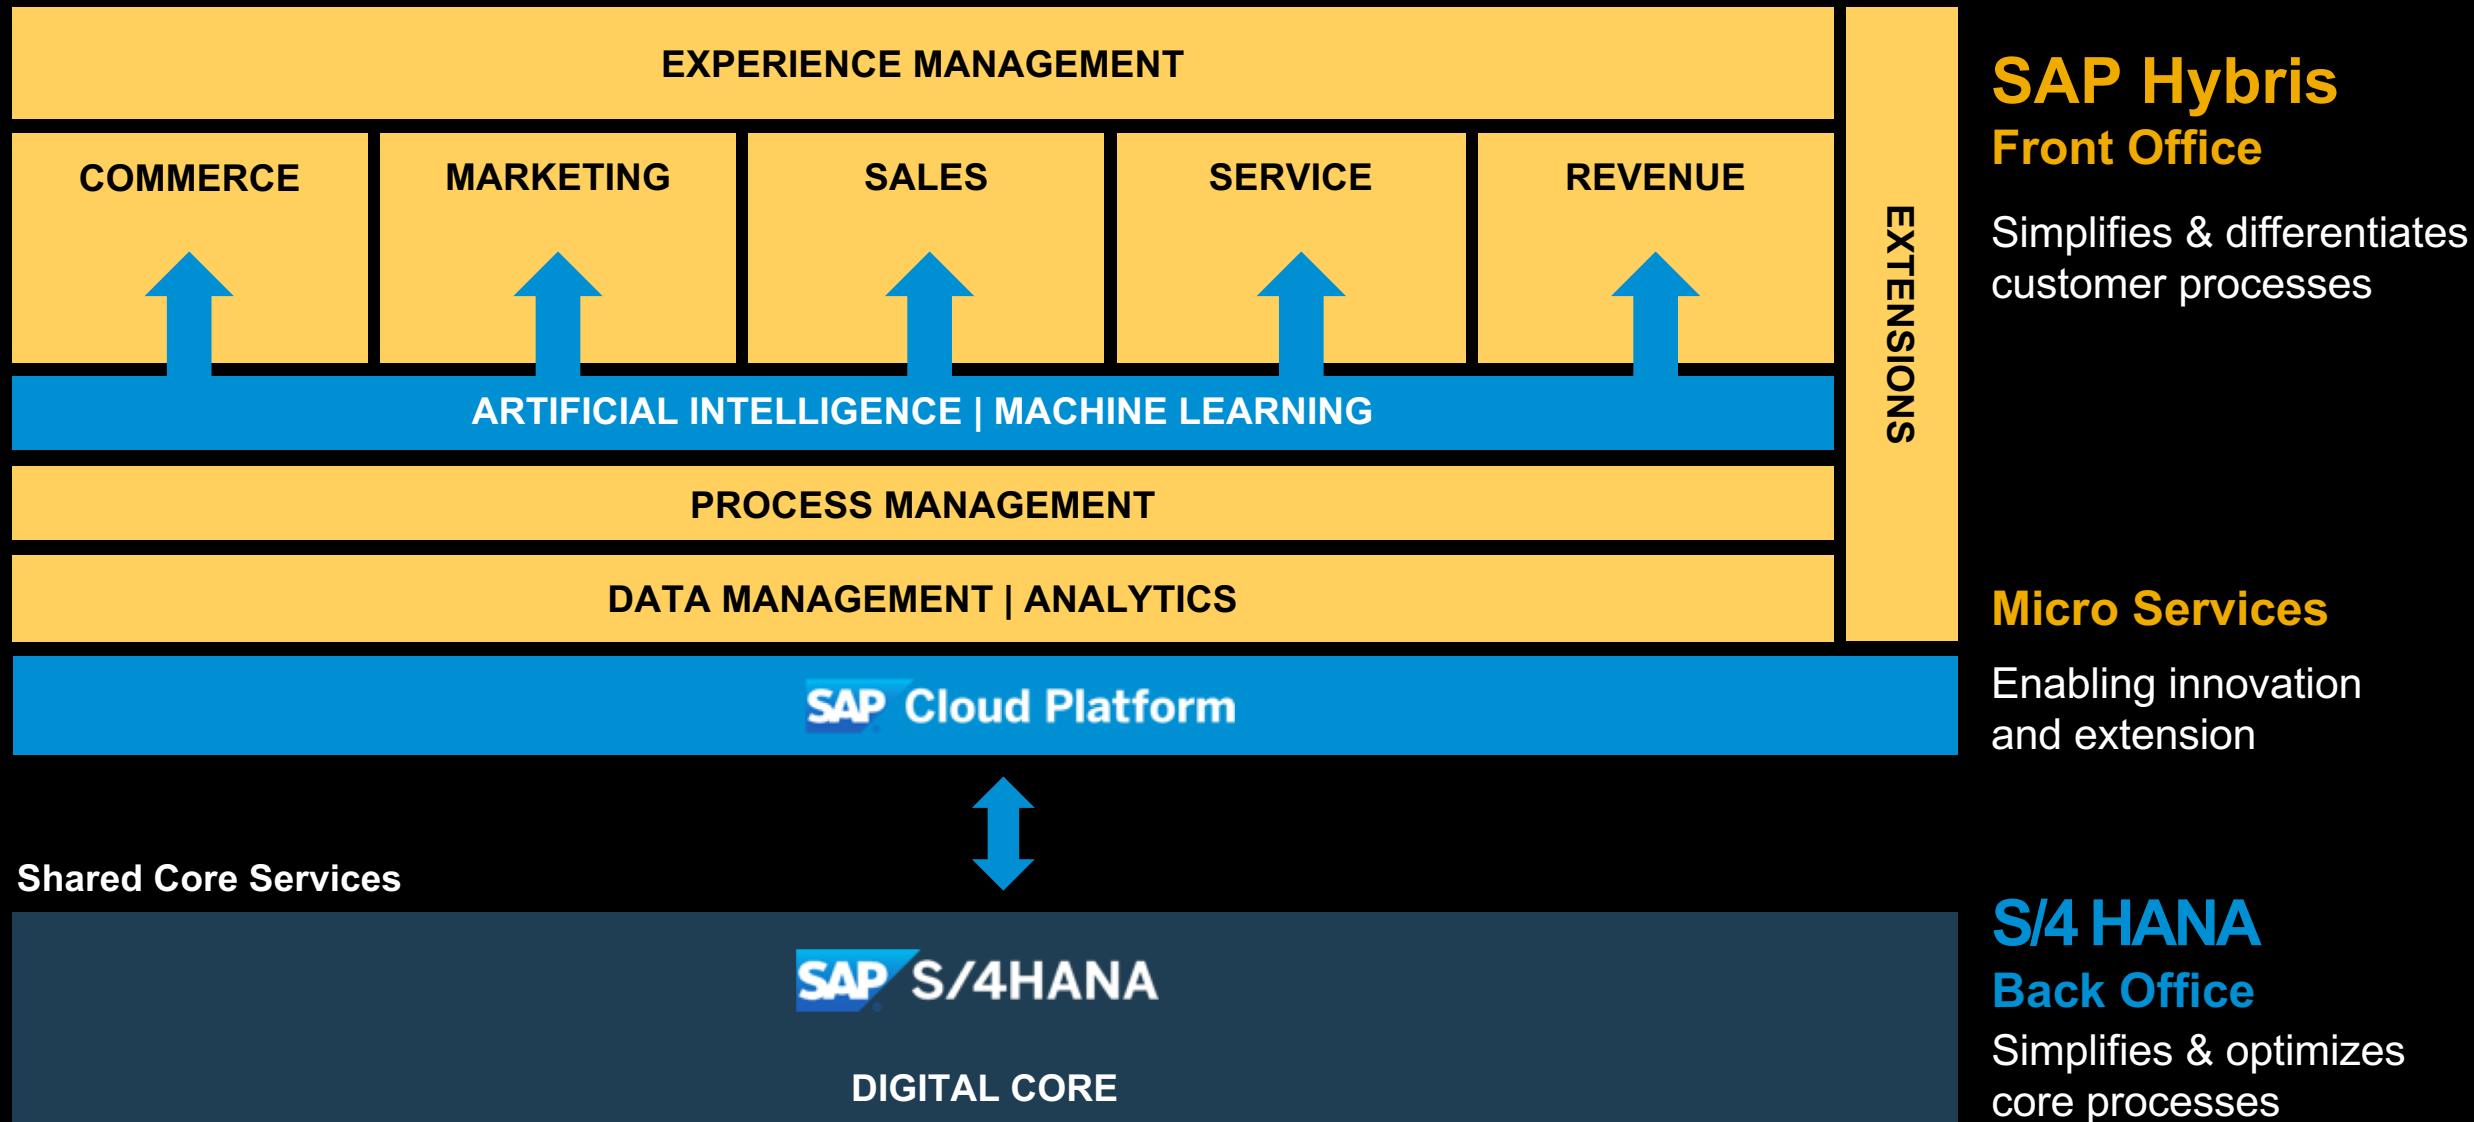 EXPERIENCE MANAGEMENT
COMMERCE
MARKETING
SALES
SERVICE
REVENUE
ARTIFICIAL INTELLIGENCE | MACHINE LEARNING
PROCESS MANAGEMENT
DATA MANAGEMENT | ANALYTICS
EXTENSIONS
SAP Cloud Platform
Shared Core Services
SAP S/4HANA
DIGITAL CORE
SAP Hybris
Front Office
Simplifies & differentiates
customer processes
Micro Services
Enabling innovation
and extension
S/4 HANA
Back Office
Simplifies & optimizes
core processes